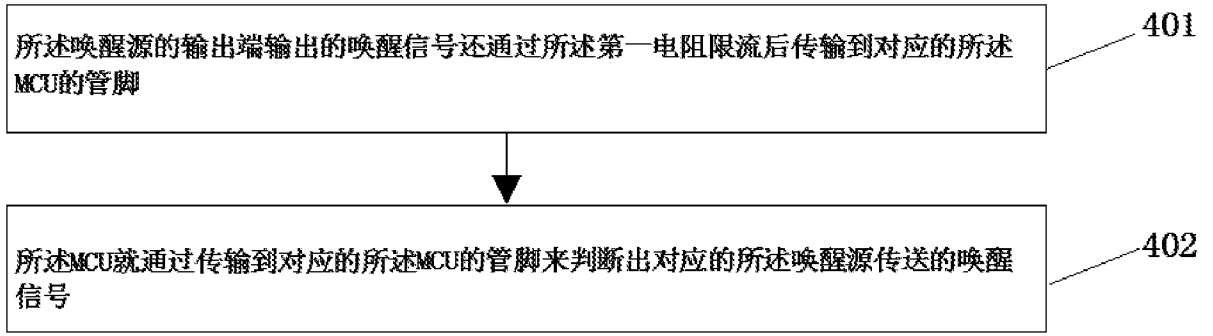 所述唤醒源的输出端输出的唤醒信号还通过所述第一电阻限流后传输到对应的所述
MCU的管脚
401
所述MCU就通过传输到对应的所述MCU的管脚来判断出对应的所述唤醒源传送的唤醒
信号
402